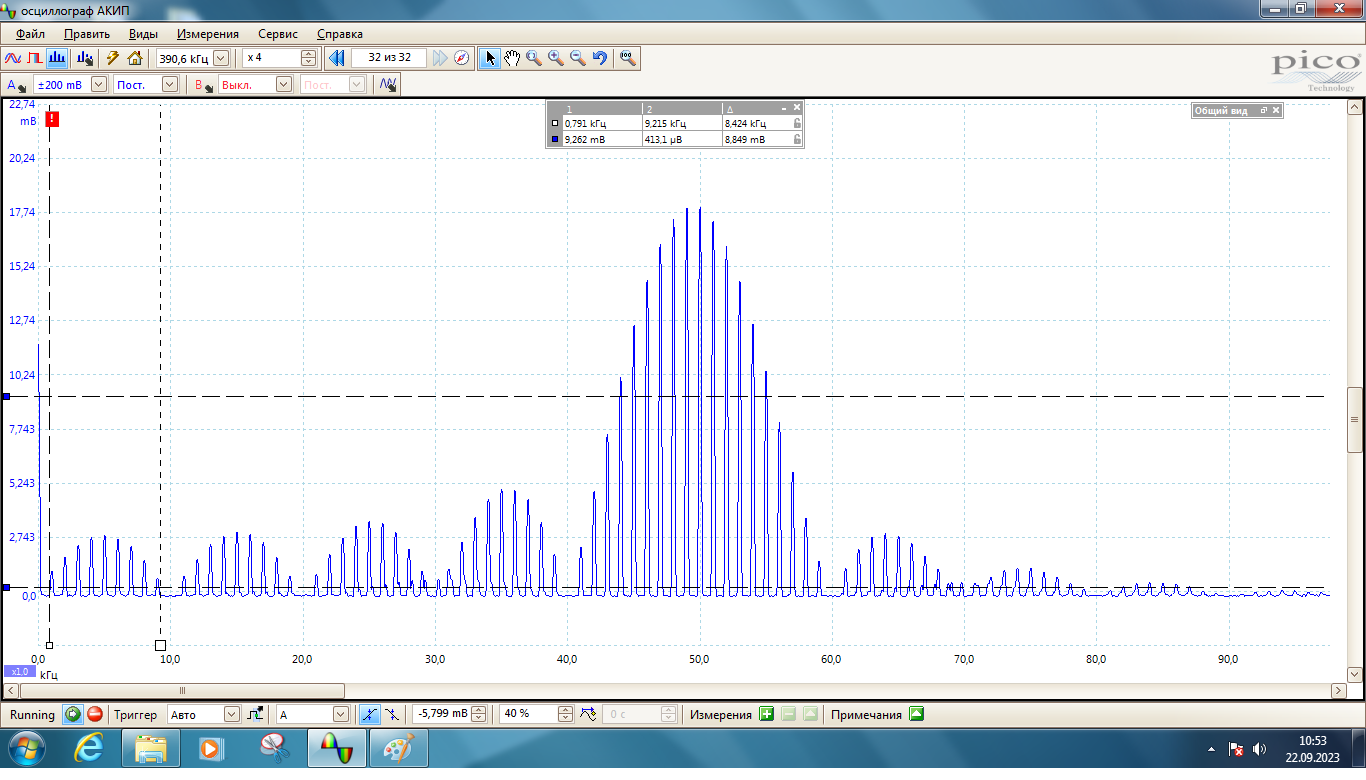 осциллограф АКИП
Файл Править Виды Измерения Сервис Справка
390,6 кГц x 4 32 из 32
A ±200 mB Пост. B Выкл. Пост.
pico
Technology
22,74
mB
20,24
17,74
15,24
12,74
10,24
7,743
5,243
2,743
0,0
!
1 2 Δ
0,791 кГц 9,215 кГц 8,424 кГц
9,262 mB 413,1 µB 8,849 mB
Общий вид
0,0 10,0 20,0 30,0 40,0 50,0 60,0 70,0 80,0 90,0
x1,0 кГц
Running Триггер Авто A -5,799 mB 40 % 0 c Измерения Примечания
10:53
22.09.2023